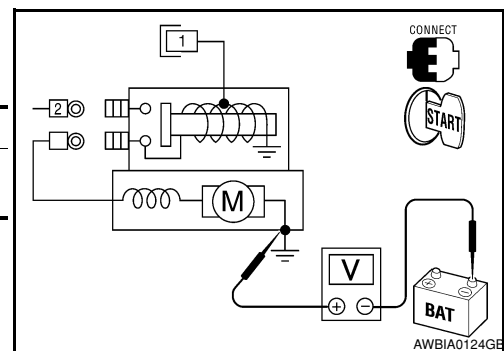 CONNECT
1
START
2
M
V
+ −
+ −
BAT
AWBIA0124GB